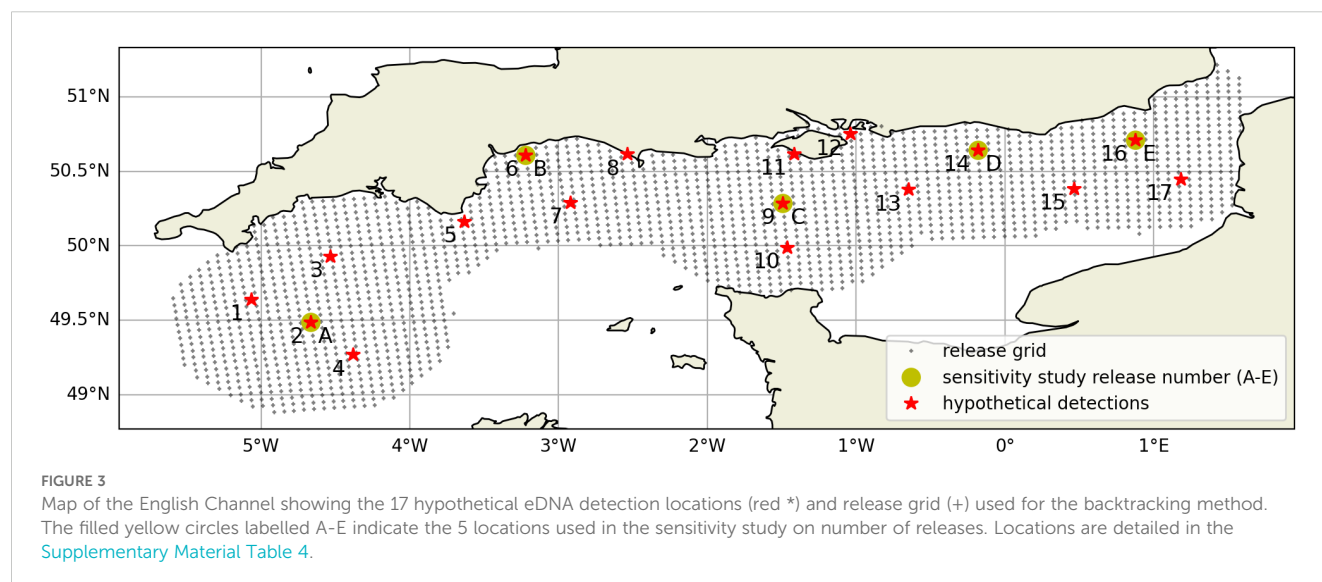 51°N
50.5°N
50°N
49.5°N
49°N
12
11
8
6 B
14 D
16 E
7
9 C
13
15
17
5
10
3
1
2 A
4
release grid
sensitivity study release number (A-E)
hypothetical detections
5°W 4°W 3°W 2°W 1°W 0° 1°E
FIGURE 3
Map of the English Channel showing the 17 hypothetical eDNA detection locations (red *) and release grid (+) used for the backtracking method.
The filled yellow circles labelled A-E indicate the 5 locations used in the sensitivity study on number of releases. Locations are detailed in the
Supplementary Material Table 4.